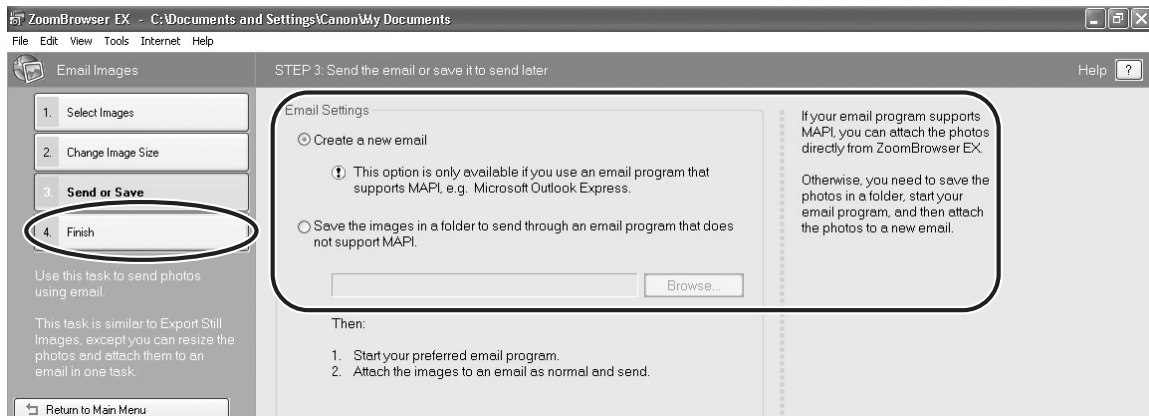 ZoomBrowser EX - C:\Documents and Settings\Canon\My Documents
File Edit View Tools Internet Help
Email Images
STEP 3: Send the email or save it to send later
Help ?
1. Select Images
2. Change Image Size
3. Send or Save
4. Finish
Use this task to send photos
using email.
This task is similar to Export Still
Images, except you can resize the
photos and attach them to an
email in one task.
Return to Main Menu
Email Settings
Create a new email
This option is only available if you use an email program that
supports MAPI, e.g. Microsoft Outlook Express.
Save the images in a folder to send through an email program that does
not support MAPI.
Browse...
Then:
1. Start your preferred email program.
2. Attach the images to an email as normal and send.
If your email program supports
MAPI, you can attach the photos
directly from ZoomBrowser EX.
Otherwise, you need to save the
photos in a folder, start your
email program, and then attach
the photos to a new email.